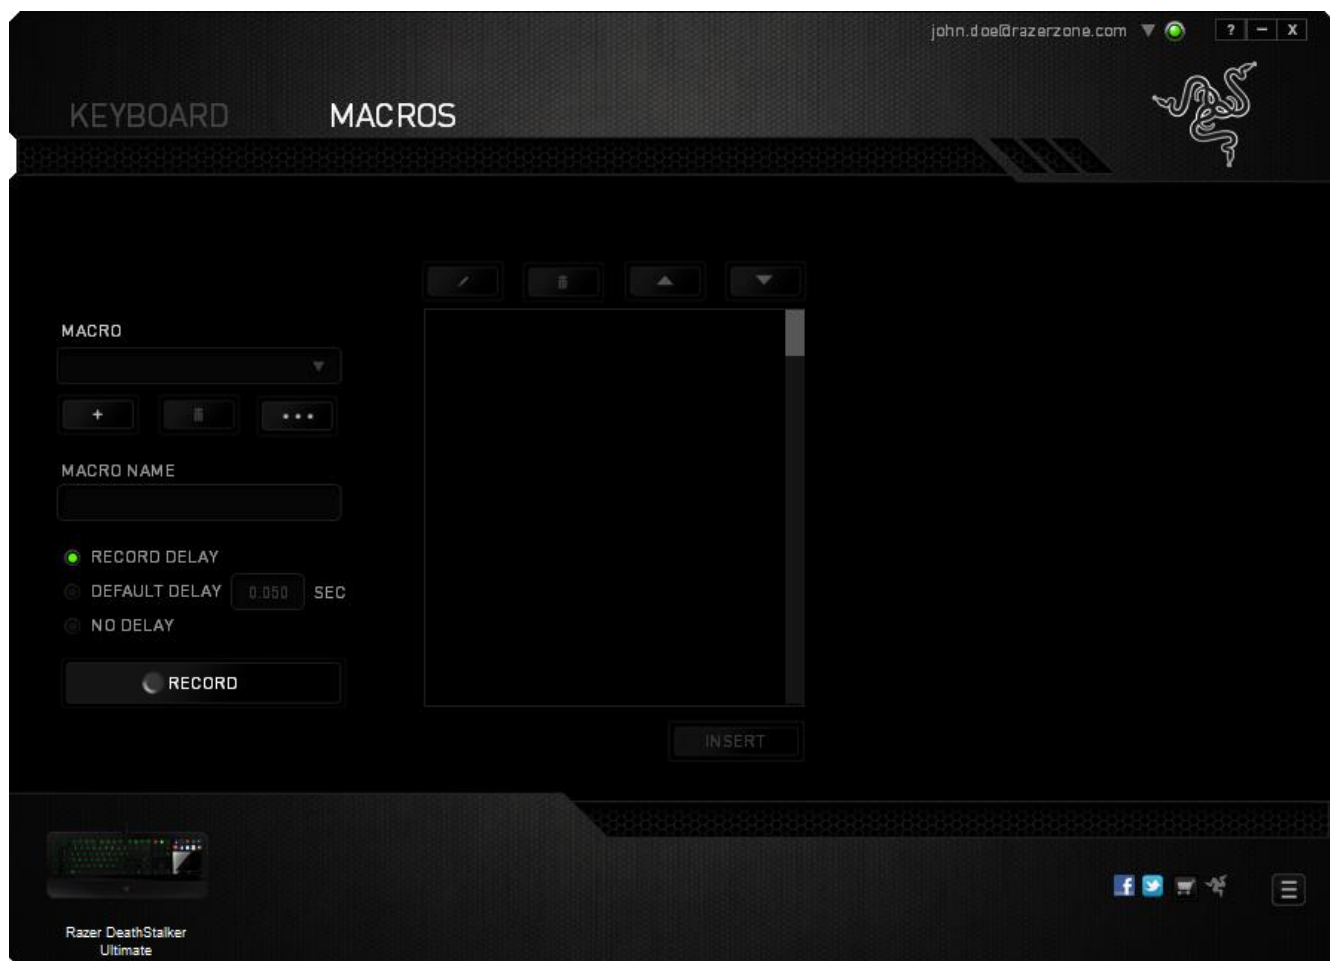 john.doe@razerzone.com ? – X
KEYBOARD MACROS
MACRO
+ •••
MACRO NAME
RECORD DELAY
DEFAULT DELAY 0.050 SEC
NO DELAY
RECORD
INSERT
f
Razer DeathStalker
Ultimate